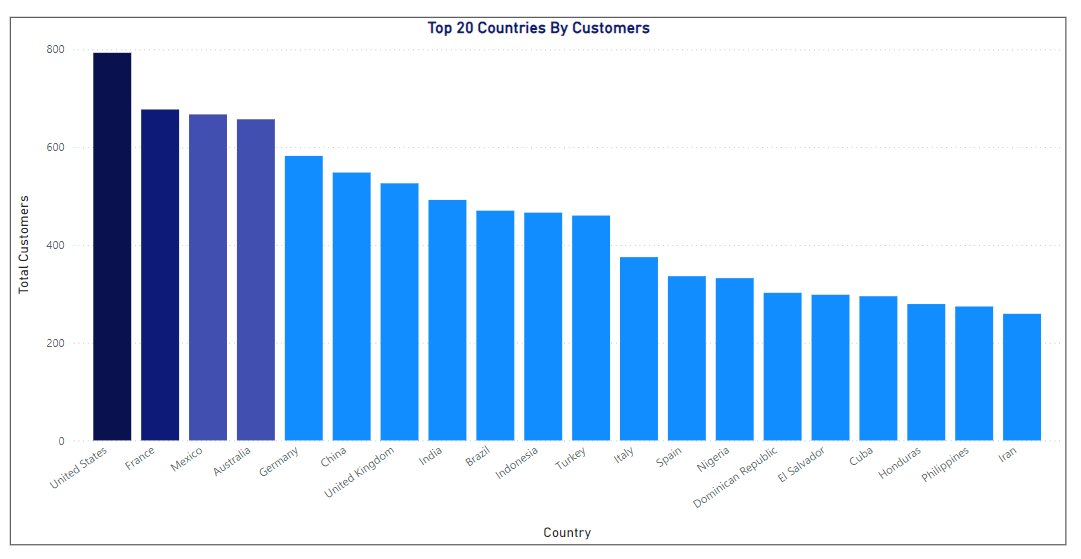 Top 20 Countries By Customers
800
600
400
200
0
Total Customers
United States
France
Mexico
Australia
Germany
China
United Kingdom
India
Brazil
Indonesia
Turkey
Italy
Spain
Nigeria
Dominican Republic
El Salvador
Cuba
Honduras
Philippines
Iran
Country